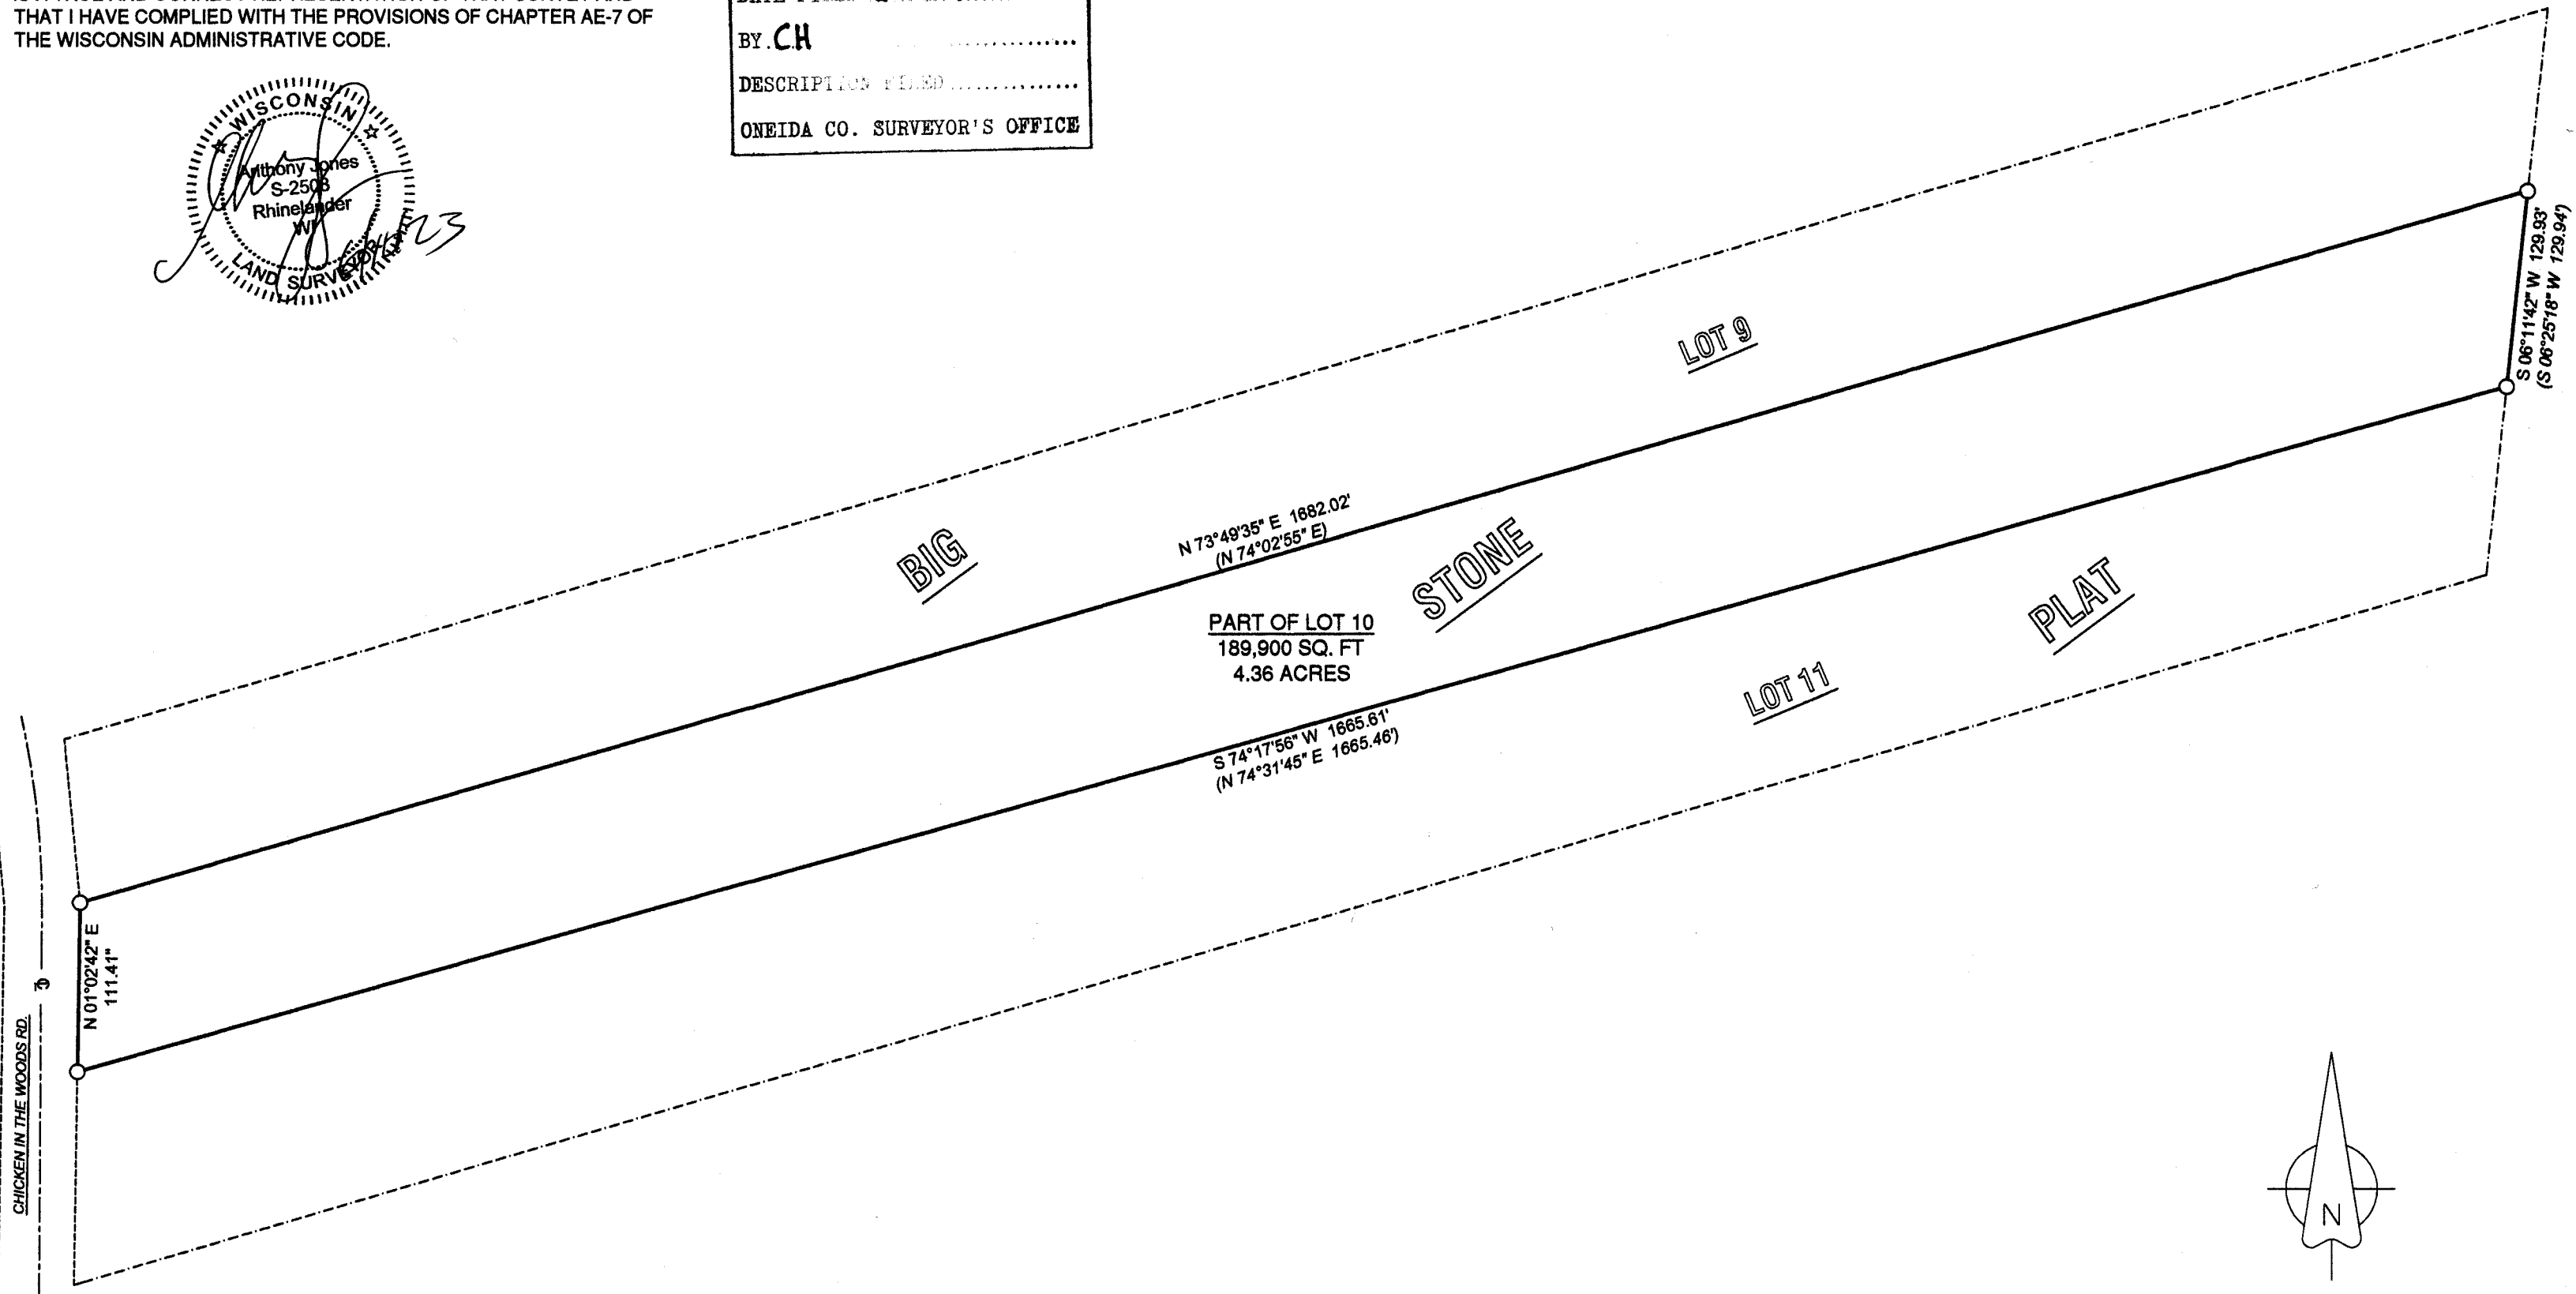 THAT I HAVE COMPLIED WITH THE PROVISIONS OF CHAPTER AE-7 OF
THE WISCONSIN ADMINISTRATIVE CODE.
WISCONSIN
Anthony Jones
S-2508
Rhinelander
WI
LAND SURVEYOR
23
BY. CH
DESCRIPTION FILED
ONEIDA CO. SURVEYOR'S OFFICE
S 06°11'42" W 129.93'
(S 06°25'18" W 129.94')
LOT 9
N 73°49'35" E 1682.02'
(N 74°02'55" E)
BIG
STONE
PLAT
PART OF LOT 10
189,900 SQ. FT
4.36 ACRES
LOT 11
S 74°17'56" W 1665.61'
(N 74°31'45" E 1665.46')
N 01°02'42" E
111.41"
CHICKEN IN THE WOODS RD.
N